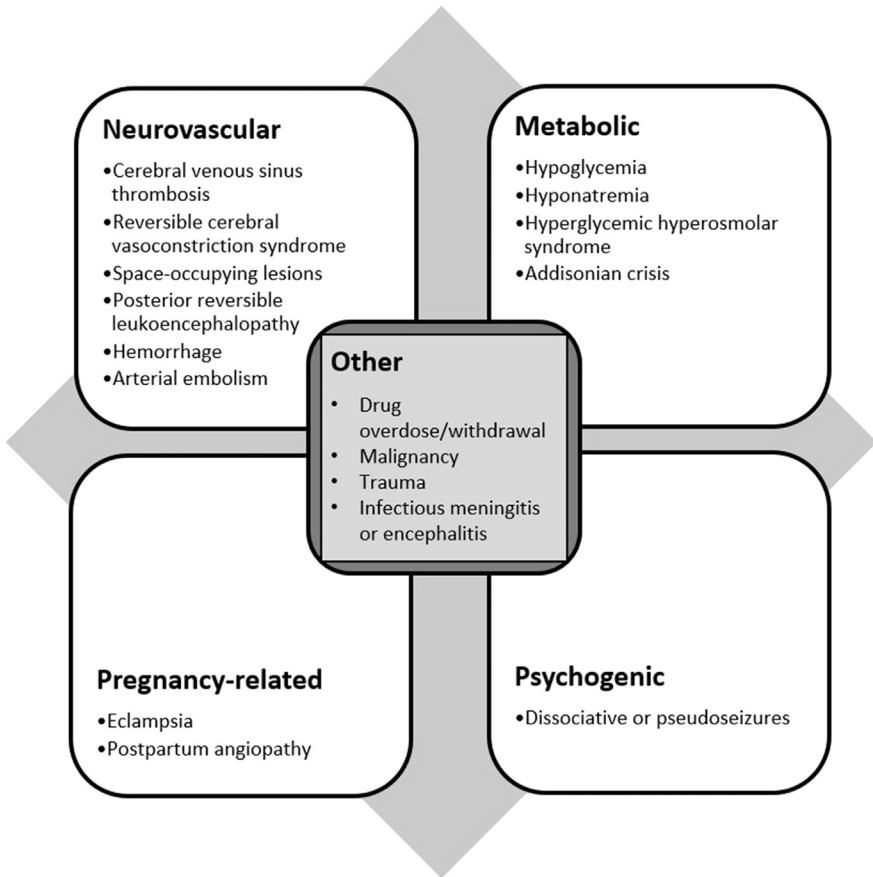 Neurovascular
•Cerebral venous sinus
thrombosis
•Reversible cerebral
vasoconstriction syndrome
•Space-occupying lesions
•Posterior reversible
leukoencephalopathy
•Hemorrhage
•Arterial embolism
Metabolic
•Hypoglycemia
•Hyponatremia
•Hyperglycemic hyperosmolar
syndrome
•Addisonian crisis
Other
• Drug
overdose/withdrawal
• Malignancy
• Trauma
• Infectious meningitis
or encephalitis
Pregnancy-related
•Eclampsia
•Postpartum angiopathy
Psychogenic
•Dissociative or pseudoseizures